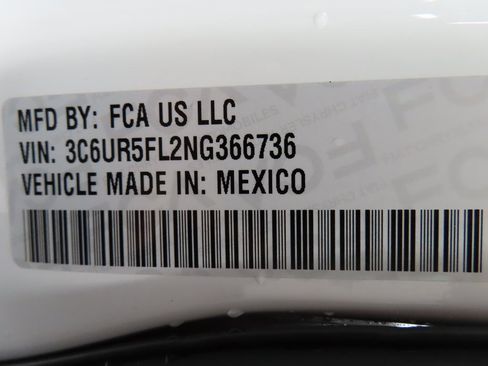 MFD BY: FCA US LLC
VIN: 3C6UR5FL2NG366736
VEHICLE MADE IN: MEXICO